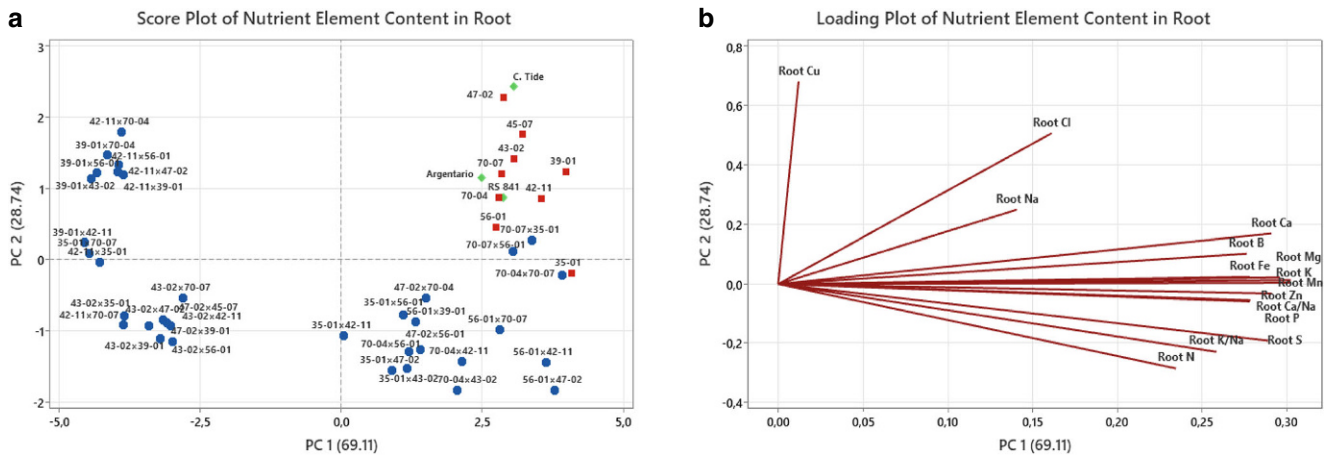 a
Score Plot of Nutrient Element Content in Root
3
2
1
0
-1
-2
PC 2 (28.74)
C. Tide
47-02
45-07
43-02
39-01
70-07
Argentario
RS 841
42-11
70-04
56-01
70-07×35-01
70-07×56-01
35-01
70-04×70-07
42-11×70-04
39-01×70-04
42-11×56-01
39-01×56-0
42-11×47-02
39-01×43-02
42-11×39-01
39-01×42-11
35-01×70-07
42-11×35-01
43-02×70-07
43-02×35-01
43-02×47-02
47-02×45-07
42-11×70-07
43-02×42-11
47-02×39-01
43-02×39-01
43-02×56-01
47-02×70-04
35-01×56-01
56-01×39-01
35-01×42-11
56-01×70-07
47-02×56-01
70-04×56-01
70-04×42-11
56-01×42-11
35-01×47-02
35-01×43-02
70-04×43-02
56-01×47-02
-5,0
-2,5
0,0
2,5
5,0
PC 1 (69.11)
b
Loading Plot of Nutrient Element Content in Root
0,8
0,6
0,4
0,2
0,0
-0,2
-0,4
PC 2 (28.74)
Root Cu
Root Cl
Root Na
Root Ca
Root B
Root Mg
Root Fe
Root K
Root Mn
Root Zn
Root Ca/Na
Root P
Root K/Na
Root S
Root N
0,00
0,05
0,10
0,15
0,20
0,25
0,30
PC 1 (69.11)